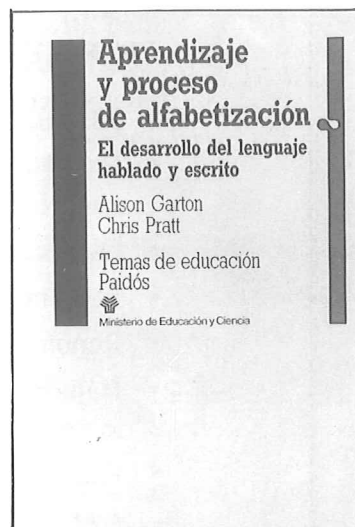 Aprendizaje
y proceso
de alfabetización
El desarrollo del lenguaje
hablado y escrito
Alison Garton
Chris Pratt
Temas de educación
Paidós
Ministerio de Educación y Ciencia